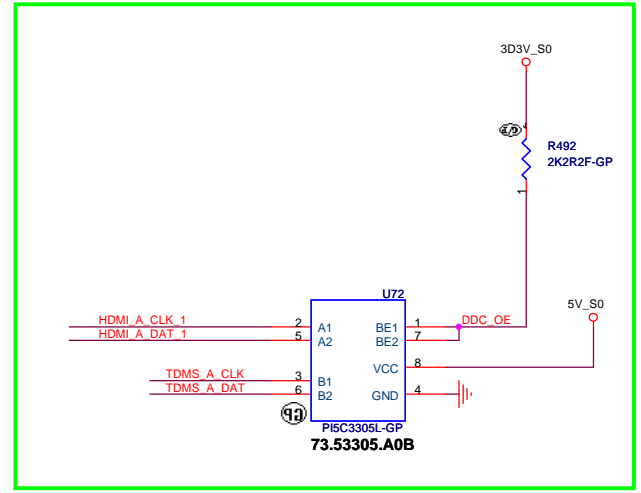 3D3V_S0
R492
2K2R2F-GP
1
U72
5V_S0
HDMI_A_CLK_1 2 A1 BE1 1 DDC_OE
HDMI_A_DAT_1 5 A2 BE2 7
VCC 8
TDMS_A_CLK 3 B1
TDMS_A_DAT 6 B2 GND 4
GP
PI5C3305L-GP
73.53305.A0B